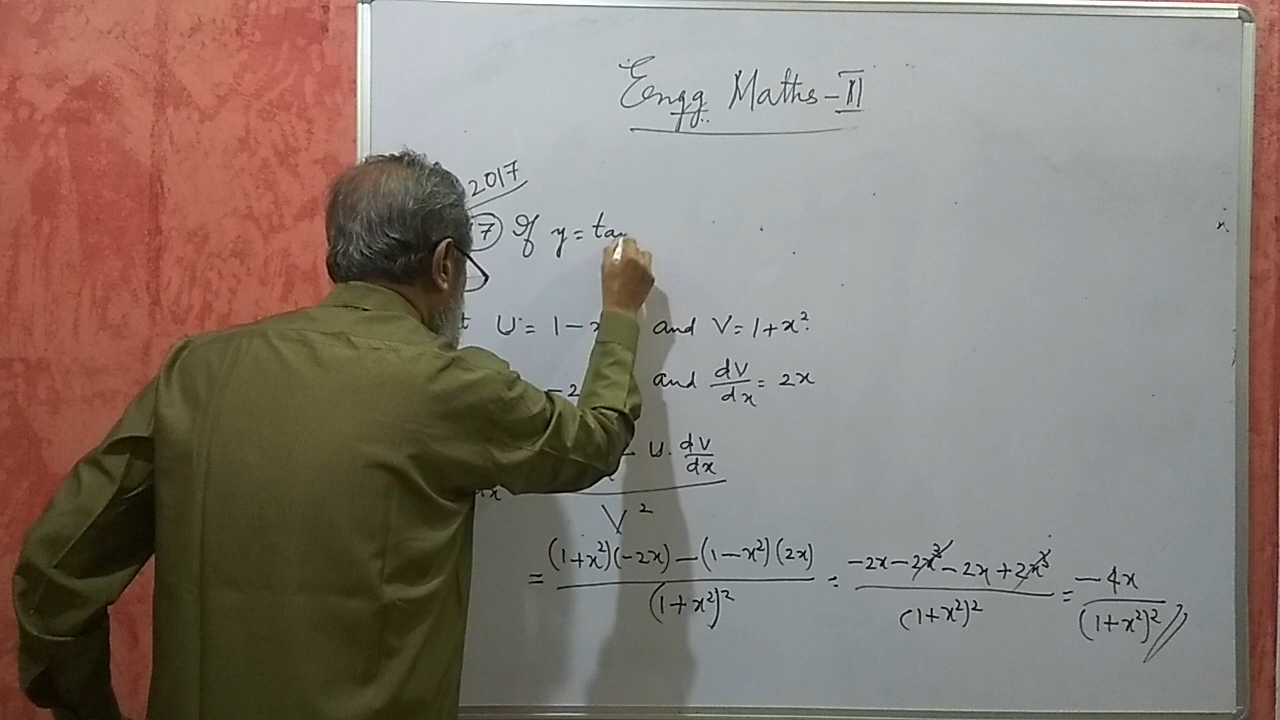 Engg Maths-II
2017
7 If y = tan
t U = 1 - x and V = 1 + x²
-2 and dV/dx = 2x
- U. dV/dx
dx
V²
= (1+x²)(-2x) - (1-x²)(2x) / (1+x²)² = -2x - 2x³ - 2x + 2x³ / (1+x²)² = -4x / (1+x²)² //